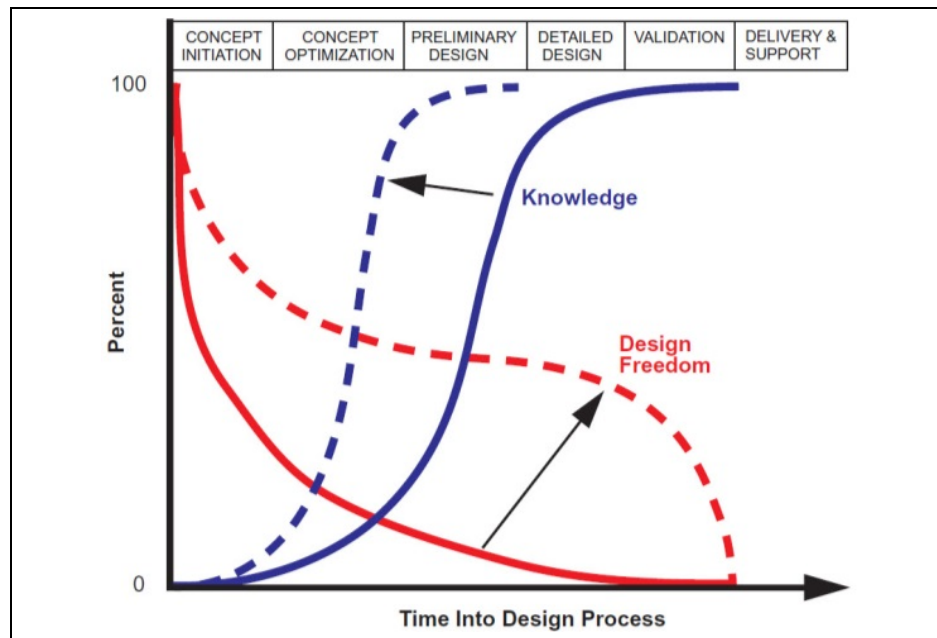 CONCEPT
INITIATION
CONCEPT
OPTIMIZATION
PRELIMINARY
DESIGN
DETAILED
DESIGN
VALIDATION
DELIVERY &
SUPPORT
100
Knowledge
Percent
Design
Freedom
0
Time Into Design Process